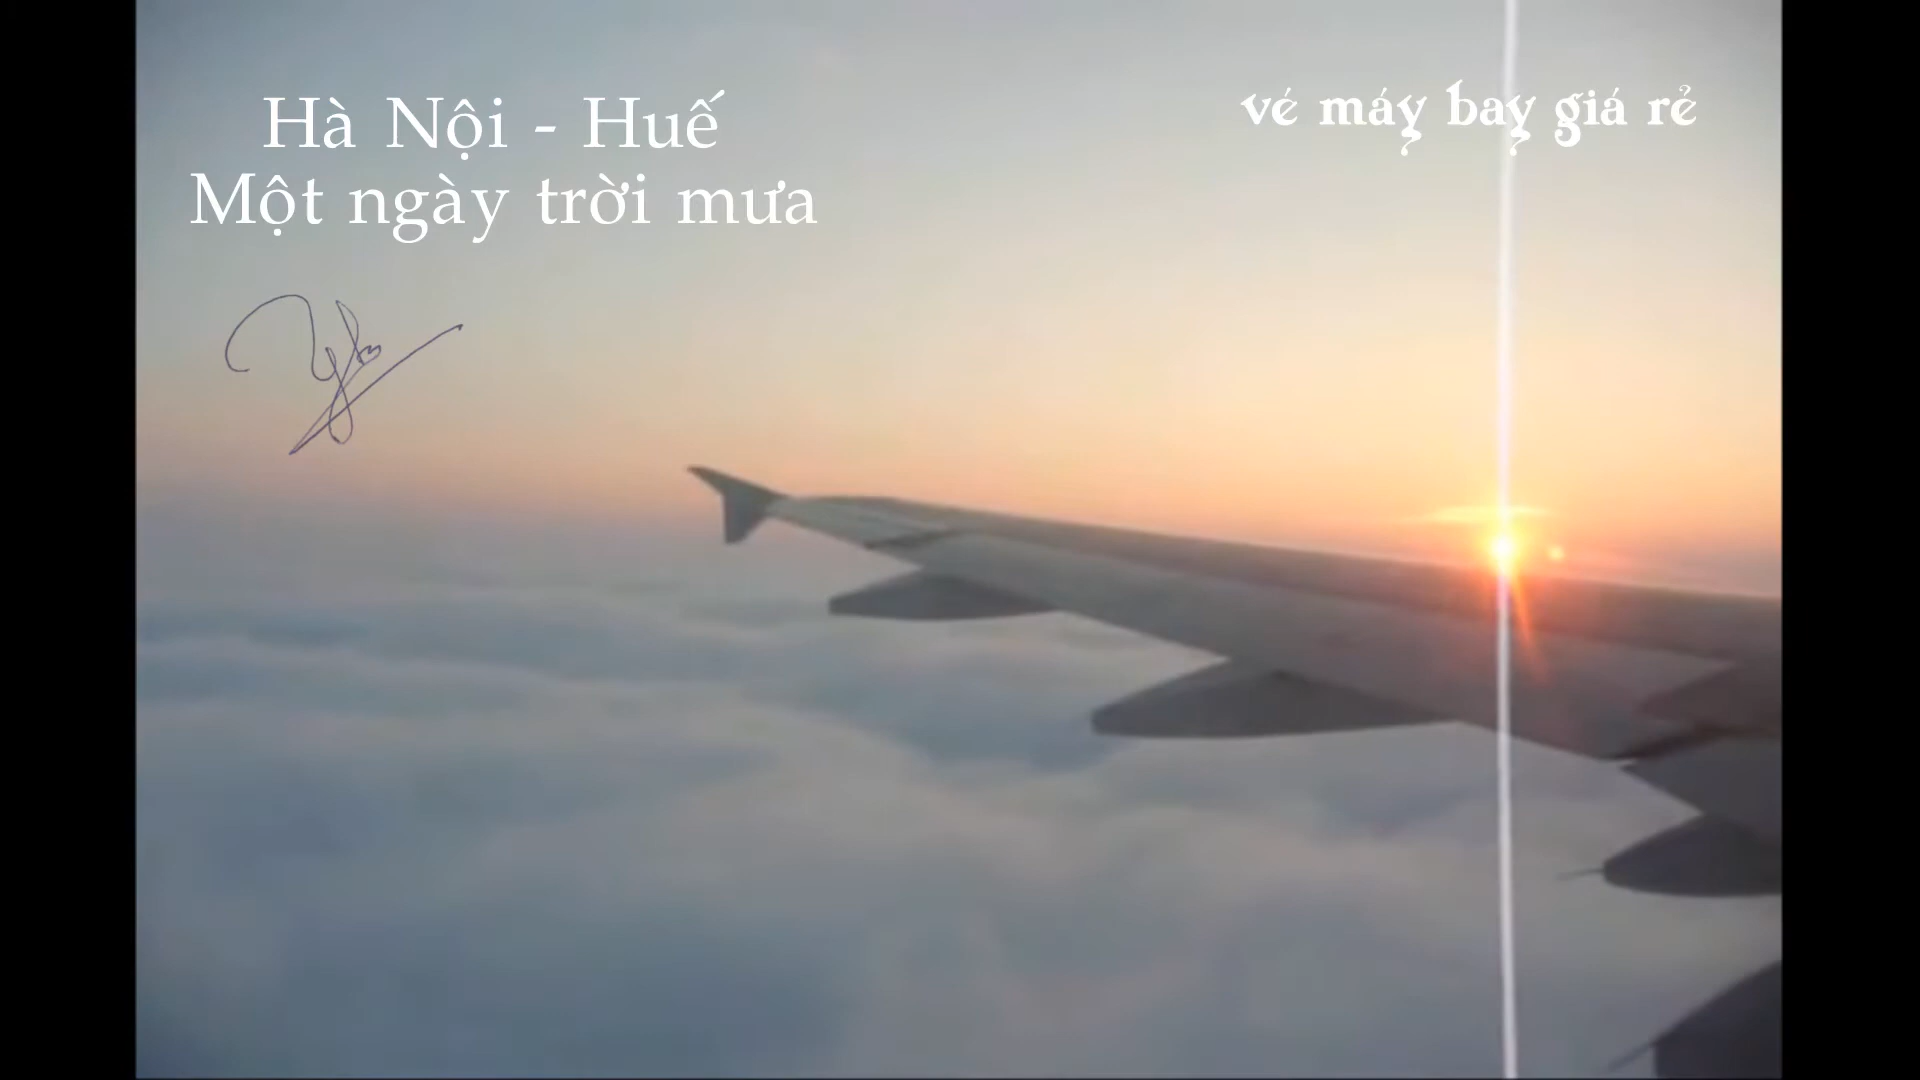 Hà Nội - Huế
Một ngày trời mưa
vé máy bay giá rẻ